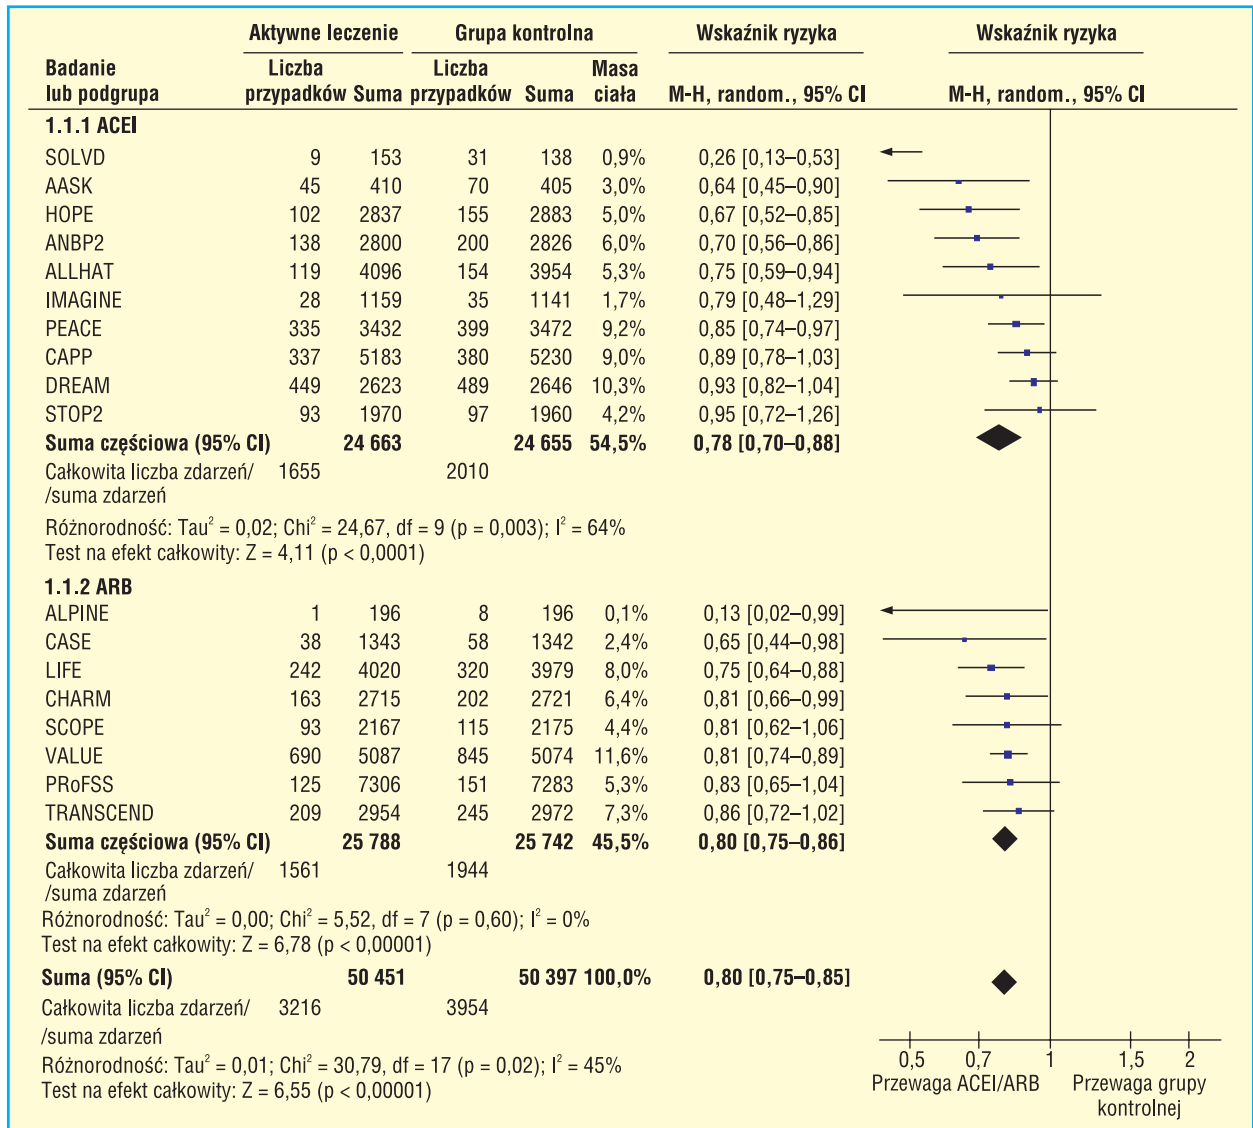 Aktywne leczenie Grupa kontrolna Wskaźnik ryzyka Wskaźnik ryzyka
Badanie Liczba Liczba Masa
lub podgrupa przypadków Suma przypadków Suma ciała M-H, random., 95% CI M-H, random., 95% CI
1.1.1 ACEI
SOLVD 9 153 31 138 0,9% 0,26 [0,13–0,53]
AASK 45 410 70 405 3,0% 0,64 [0,45–0,90]
HOPE 102 2837 155 2883 5,0% 0,67 [0,52–0,85]
ANBP2 138 2800 200 2826 6,0% 0,70 [0,56–0,86]
ALLHAT 119 4096 154 3954 5,3% 0,75 [0,59–0,94]
IMAGINE 28 1159 35 1141 1,7% 0,79 [0,48–1,29]
PEACE 335 3432 399 3472 9,2% 0,85 [0,74–0,97]
CAPP 337 5183 380 5230 9,0% 0,89 [0,78–1,03]
DREAM 449 2623 489 2646 10,3% 0,93 [0,82–1,04]
STOP2 93 1970 97 1960 4,2% 0,95 [0,72–1,26]
Suma częściowa (95% CI) 24 663 24 655 54,5% 0,78 [0,70–0,88]
Całkowita liczba zdarzeń/ 1655 2010
/suma zdarzeń
Różnorodność: Tau² = 0,02; Chi² = 24,67, df = 9 (p = 0,003); I² = 64%
Test na efekt całkowity: Z = 4,11 (p < 0,0001)
1.1.2 ARB
ALPINE 1 196 8 196 0,1% 0,13 [0,02–0,99]
CASE 38 1343 58 1342 2,4% 0,65 [0,44–0,98]
LIFE 242 4020 320 3979 8,0% 0,75 [0,64–0,88]
CHARM 163 2715 202 2721 6,4% 0,81 [0,66–0,99]
SCOPE 93 2167 115 2175 4,4% 0,81 [0,62–1,06]
VALUE 690 5087 845 5074 11,6% 0,81 [0,74–0,89]
PRoFSS 125 7306 151 7283 5,3% 0,83 [0,65–1,04]
TRANSCEND 209 2954 245 2972 7,3% 0,86 [0,72–1,02]
Suma częściowa (95% CI) 25 788 25 742 45,5% 0,80 [0,75–0,86]
Całkowita liczba zdarzeń/ 1561 1944
/suma zdarzeń
Różnorodność: Tau² = 0,00; Chi² = 5,52, df = 7 (p = 0,60); I² = 0%
Test na efekt całkowity: Z = 6,78 (p < 0,00001)
Suma (95% CI) 50 451 50 397 100,0% 0,80 [0,75–0,85]
Całkowita liczba zdarzeń/ 3216 3954
/suma zdarzeń
Różnorodność: Tau² = 0,01; Chi² = 30,79, df = 17 (p = 0,02); I² = 45%
Test na efekt całkowity: Z = 6,55 (p < 0,00001)
0,5 0,7 1 1,5 2
Przewaga ACEI/ARB Przewaga grupy
kontrolnej